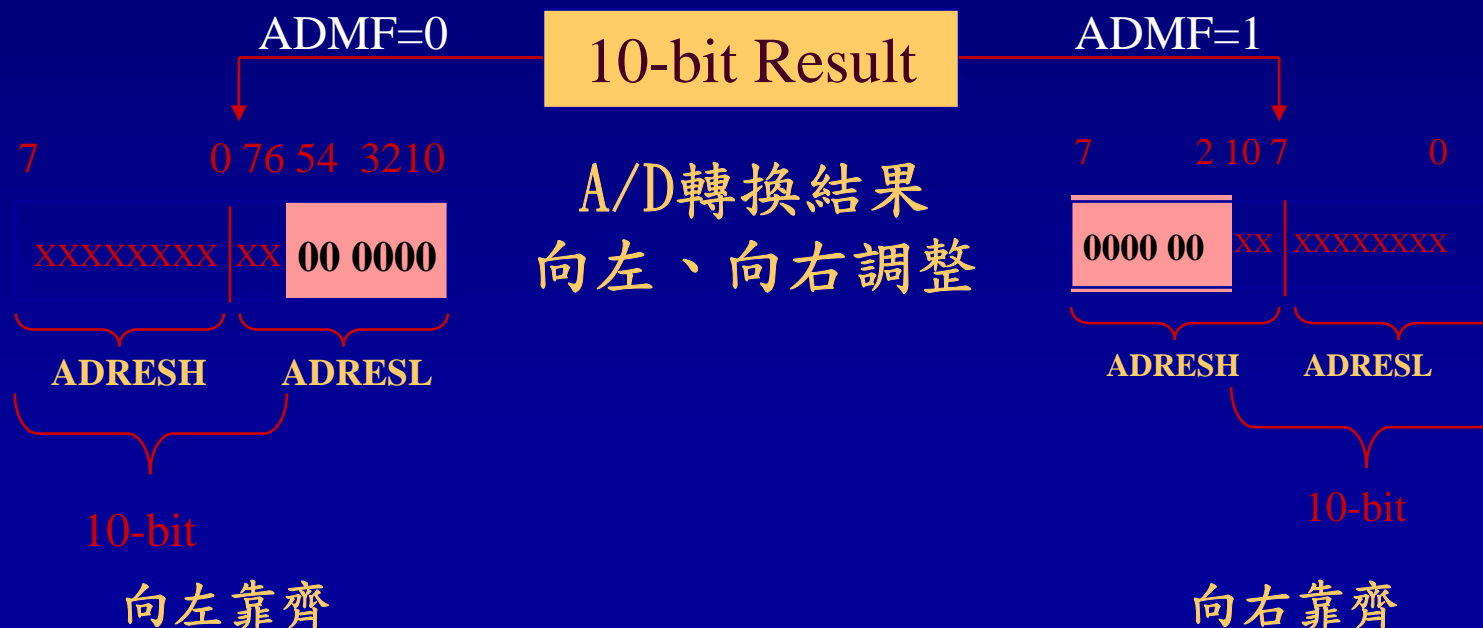 ADMF=0
10-bit Result
ADMF=1
7 0 76 54 3210
7 2 10 7 0
A/D轉換結果
向左、向右調整
XXXXXXXX XX 00 0000
0000 00 XX XXXXXXXX
ADRESH ADRESL
ADRESH ADRESL
10-bit
10-bit
向左靠齊
向右靠齊